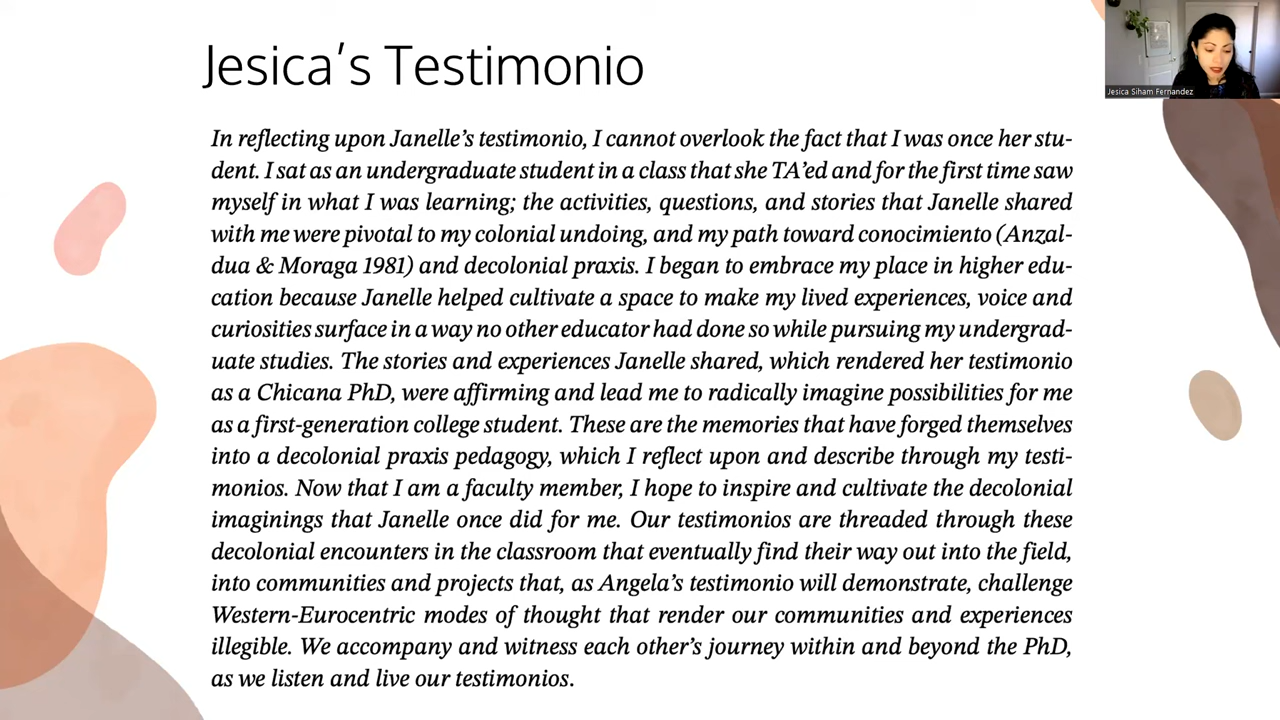 Jesica's Testimonio
Jesica Siham Fernandez
In reflecting upon Janelle's testimonio, I cannot overlook the fact that I was once her stu-
dent. I sat as an undergraduate student in a class that she TA'ed and for the first time saw
myself in what I was learning; the activities, questions, and stories that Janelle shared
with me were pivotal to my colonial undoing, and my path toward conocimiento (Anzal-
dua & Moraga 1981) and decolonial praxis. I began to embrace my place in higher edu-
cation because Janelle helped cultivate a space to make my lived experiences, voice and
curiosities surface in a way no other educator had done so while pursuing my undergrad-
uate studies. The stories and experiences Janelle shared, which rendered her testimonio
as a Chicana PhD, were affirming and lead me to radically imagine possibilities for me
as a first-generation college student. These are the memories that have forged themselves
into a decolonial praxis pedagogy, which I reflect upon and describe through my testi-
monios. Now that I am a faculty member, I hope to inspire and cultivate the decolonial
imaginings that Janelle once did for me. Our testimonios are threaded through these
decolonial encounters in the classroom that eventually find their way out into the field,
into communities and projects that, as Angela's testimonio will demonstrate, challenge
Western-Eurocentric modes of thought that render our communities and experiences
illegible. We accompany and witness each other's journey within and beyond the PhD,
as we listen and live our testimonios.